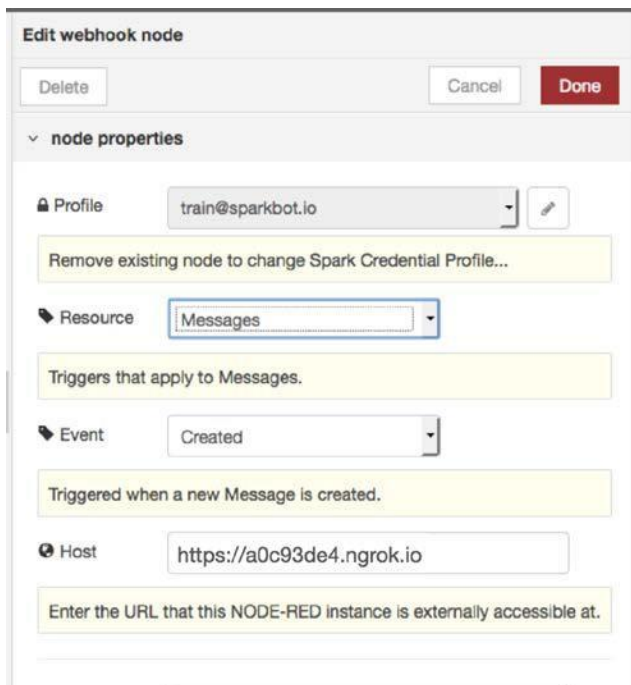 Edit webhook node
Delete Cancel Done
node properties
Profile train@sparkbot.io
Remove existing node to change Spark Credential Profile...
Resource Messages
Triggers that apply to Messages.
Event Created
Triggered when a new Message is created.
Host https://a0c93de4.ngrok.io
Enter the URL that this NODE-RED instance is externally accessible at.